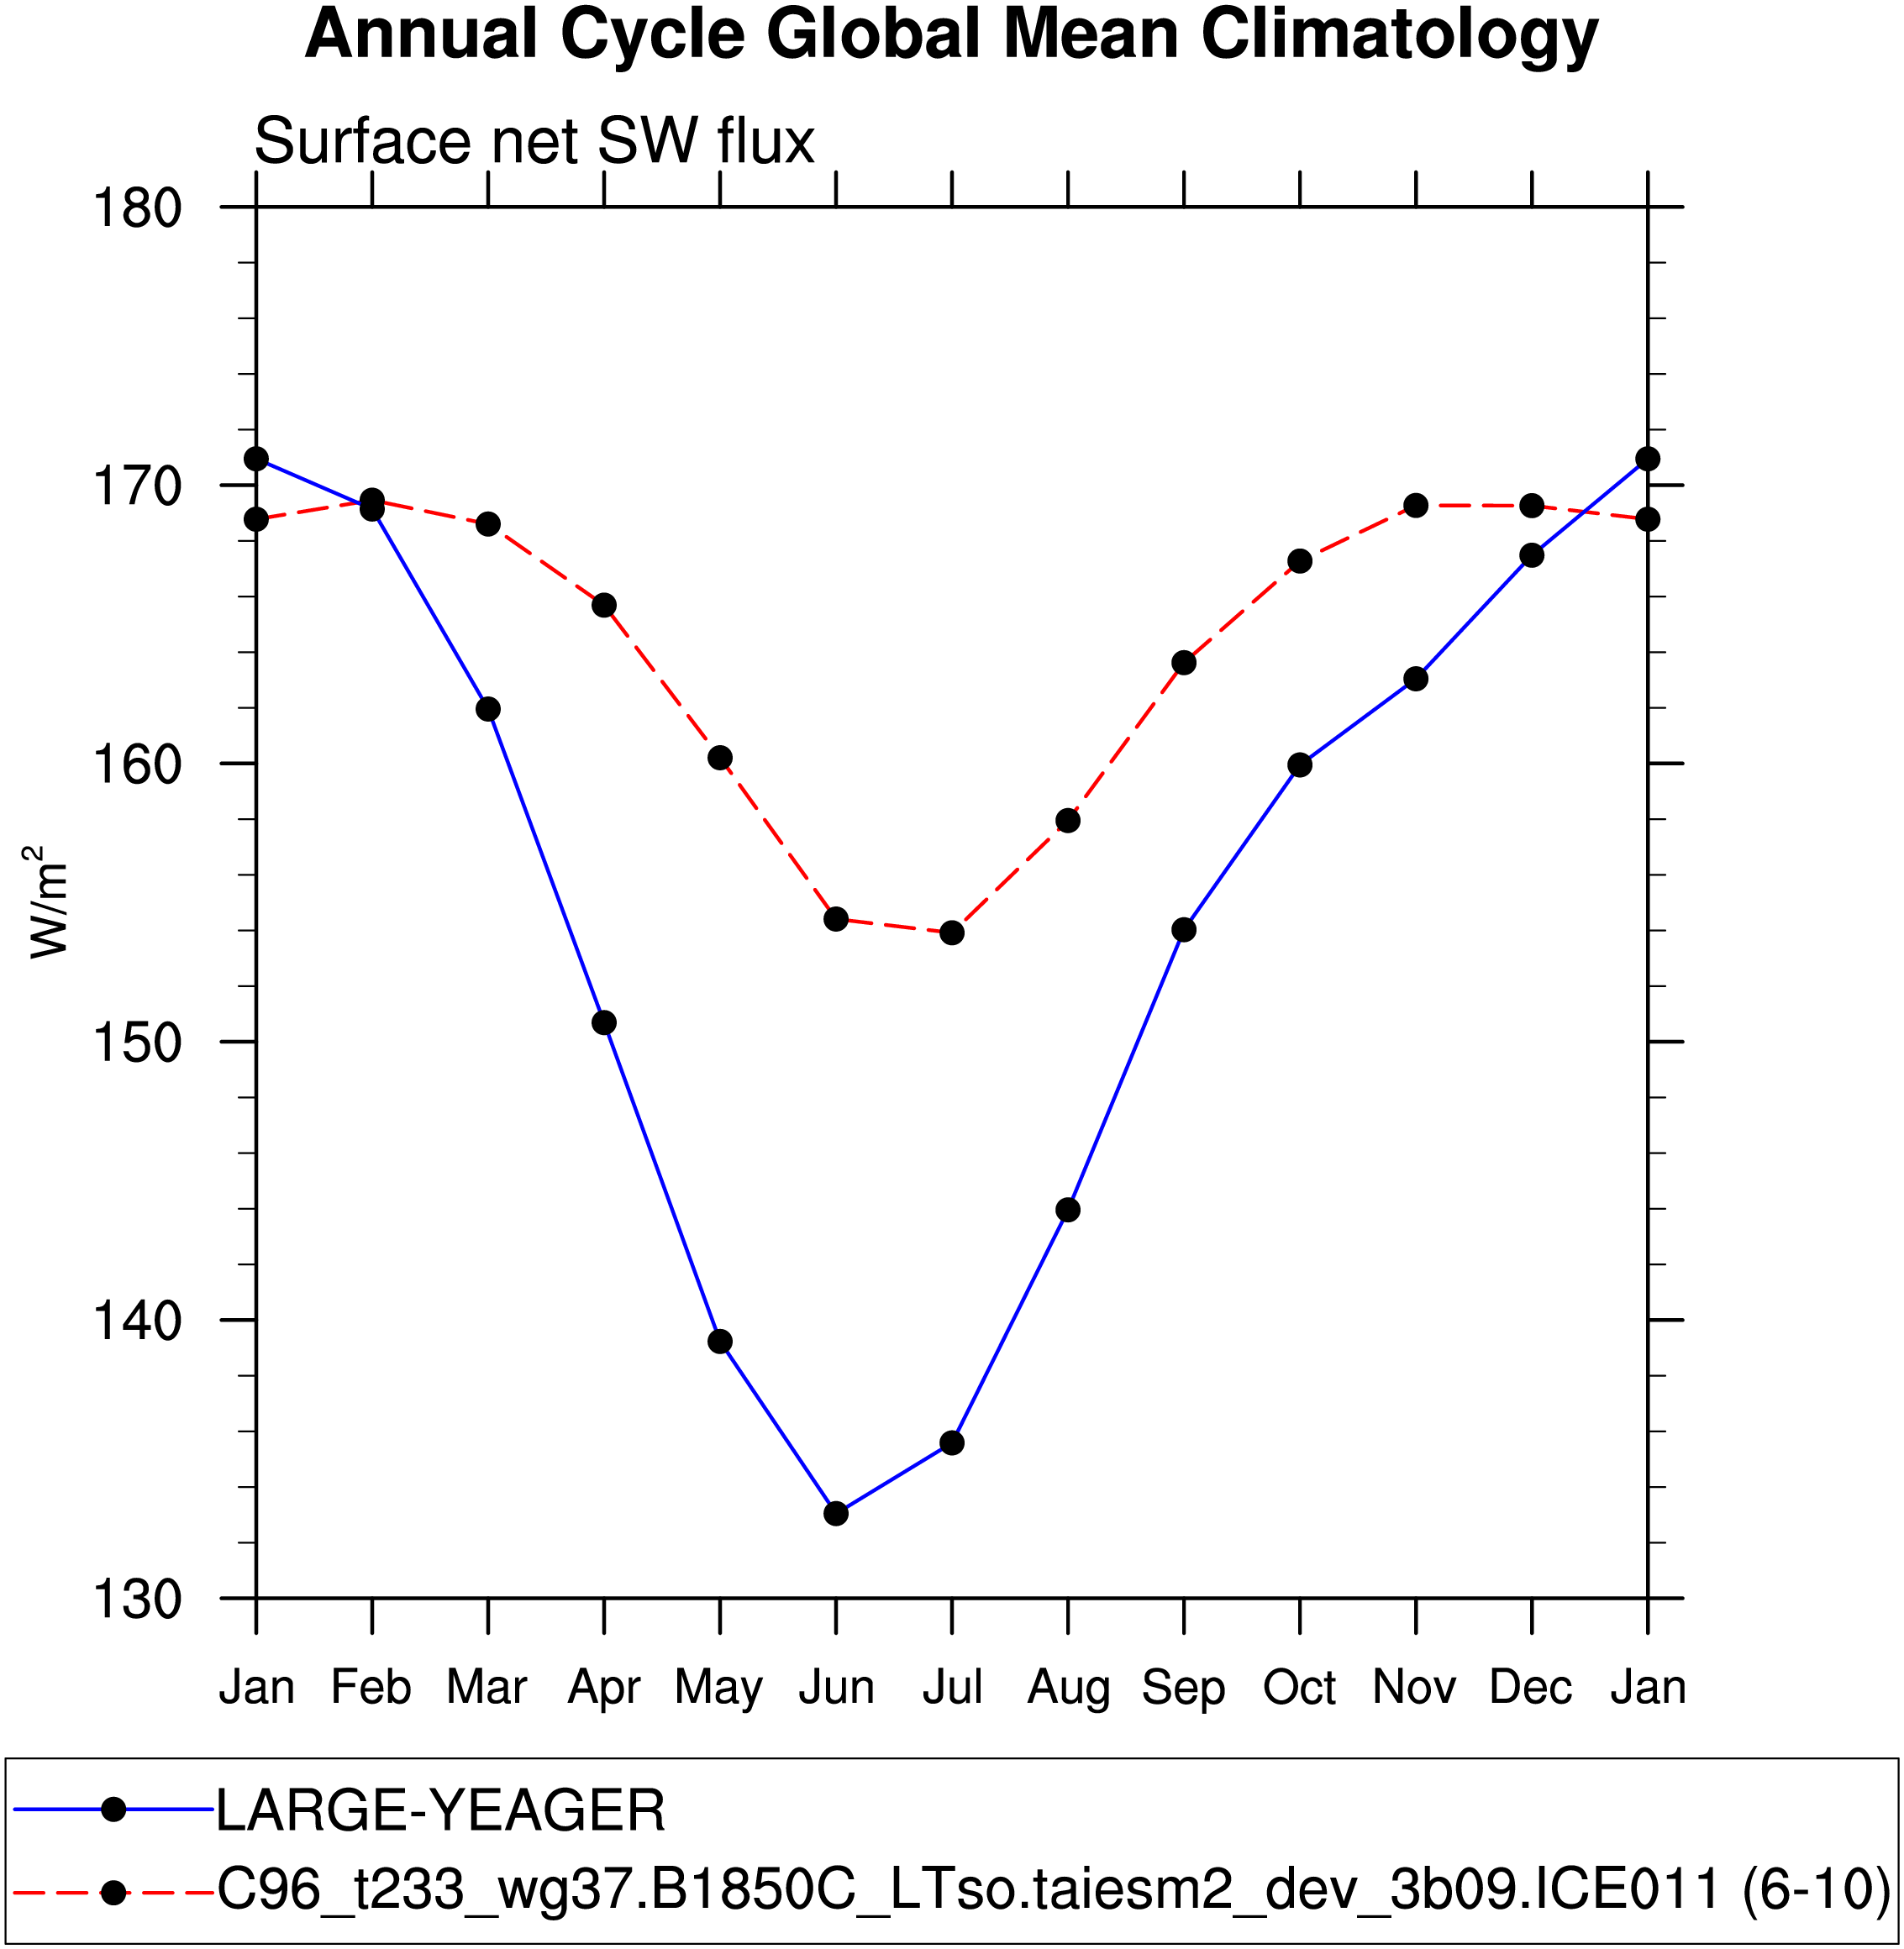 Annual Cycle Global Mean Climatology
Surface net SW flux
180
170
160
150
140
130
W/m²
Jan Feb Mar Apr May Jun Jul Aug Sep Oct Nov Dec Jan
LARGE-YEAGER
C96_t233_wg37.B1850C_LTso.taiesm2_dev_3b09.ICE011 (6-10)